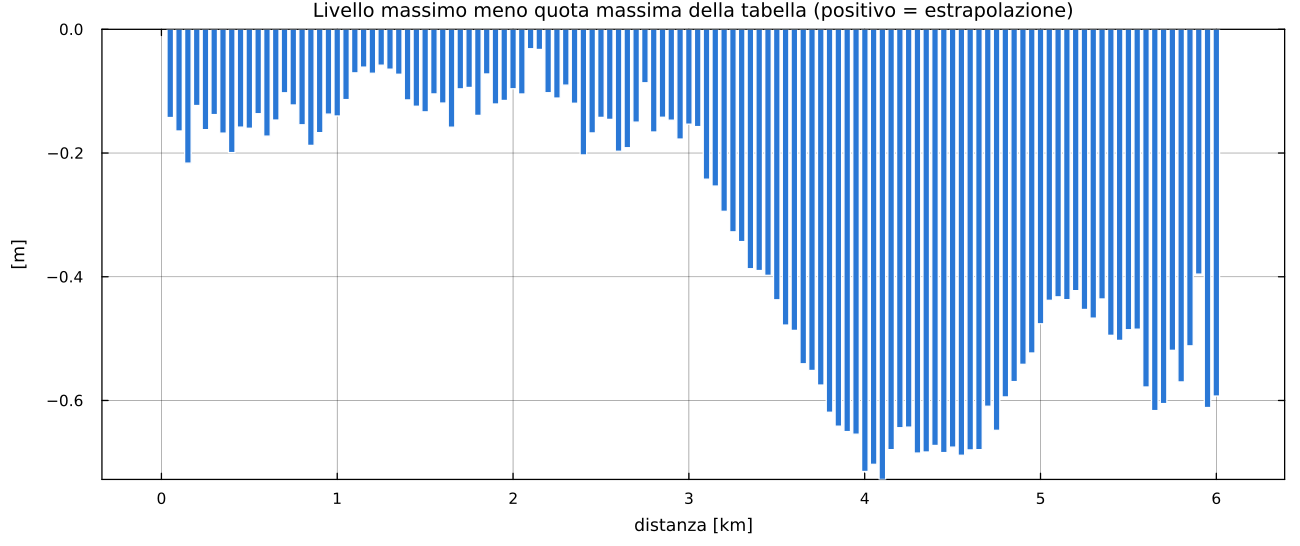 Livello massimo meno quota massima della tabella (positivo = estrapolazione)
0.0
−0.2
−0.4
−0.6
[m]
0 1 2 3 4 5 6
distanza [km]